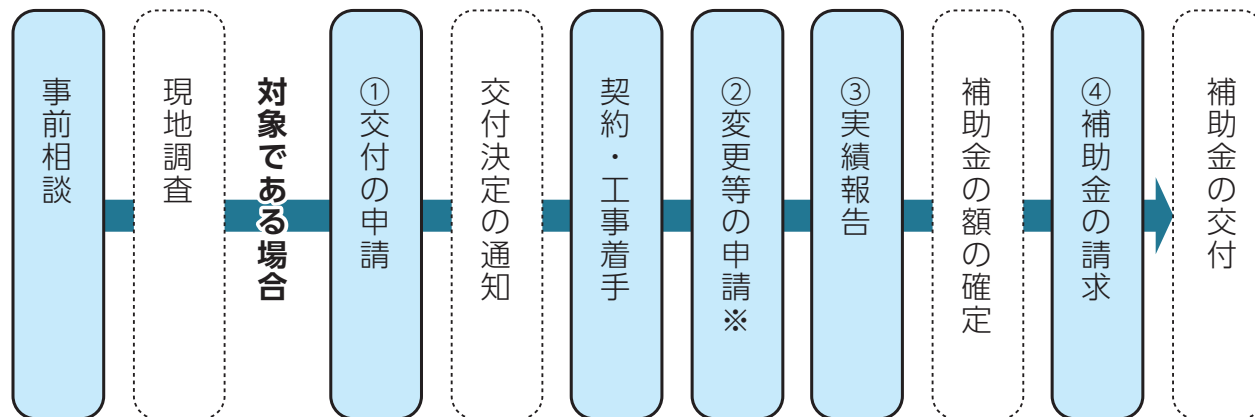 事前相談
現地調査
対象である場合
①交付の申請
交付決定の通知
契約・工事着手
②変更等の申請※
③実績報告
補助金の額の確定
④補助金の請求
補助金の交付